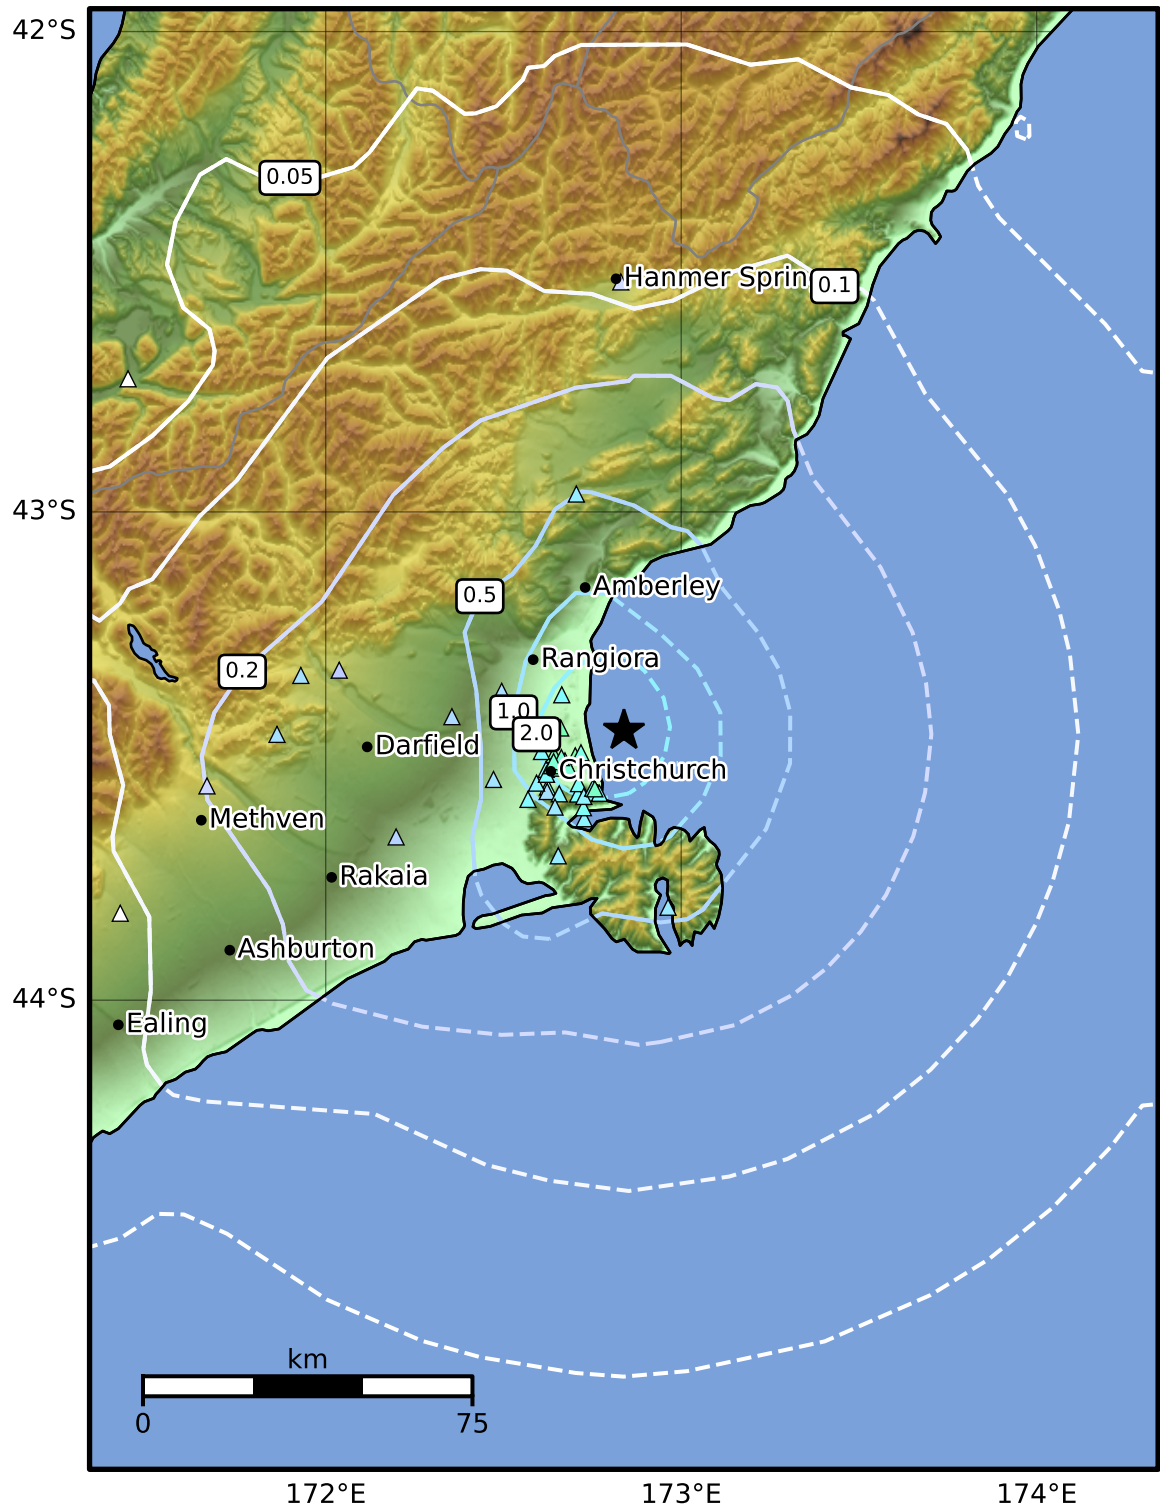 42°S
0.05
Hanmer Sprin
0.1
43°S
Amberley
0.5
Rangiora
0.2
1.0
2.0
Darfield
Christchurch
Methven
Rakaia
Ashburton
44°S
Ealing
km
0 75
172°E 173°E 174°E